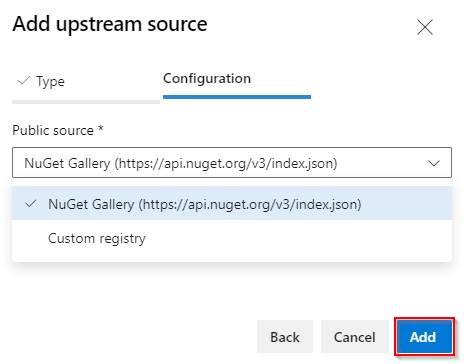 Add upstream source
Type
Configuration
Public source *
NuGet Gallery (https://api.nuget.org/v3/index.json)
NuGet Gallery (https://api.nuget.org/v3/index.json)
Custom registry
Back Cancel Add